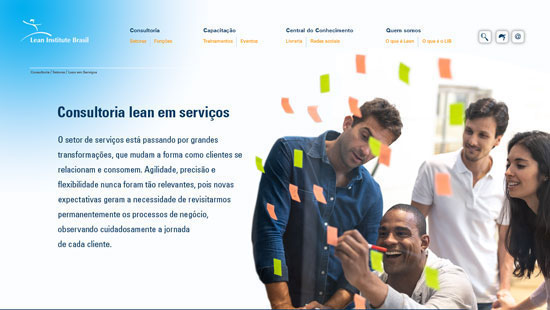 Lean Institute Brasil
Consultoria
Setores | Funções
Capacitação
Treinamentos | Eventos
Central do Conhecimento
Livraria | Redes sociais
Quem somos
O que é Lean | O que é o LIB
Consultoria / Setores / Lean em Serviços
Consultoria lean em serviços
O setor de serviços está passando por grandes
transformações, que mudam a forma como clientes se
relacionam e consomem. Agilidade, precisão e
flexibilidade nunca foram tão relevantes, pois novas
expectativas geram a necessidade de revisitarmos
permanentemente os processos de negócio,
observando cuidadosamente a jornada
de cada cliente.